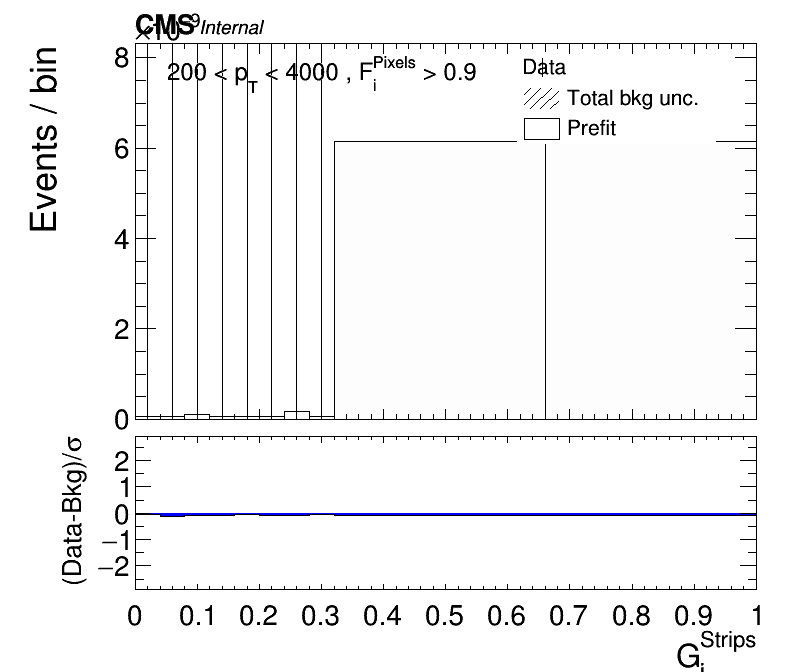 CMS Internal
×10⁻⁹
Events / bin
200 < p_T < 4000 , F_i^Pixels > 0.9
Data
Total bkg unc.
Prefit
8
6
4
2
0
(Data-Bkg)/σ
2
1
0
−1
−2
0 0.1 0.2 0.3 0.4 0.5 0.6 0.7 0.8 0.9 1
G_i^Strips